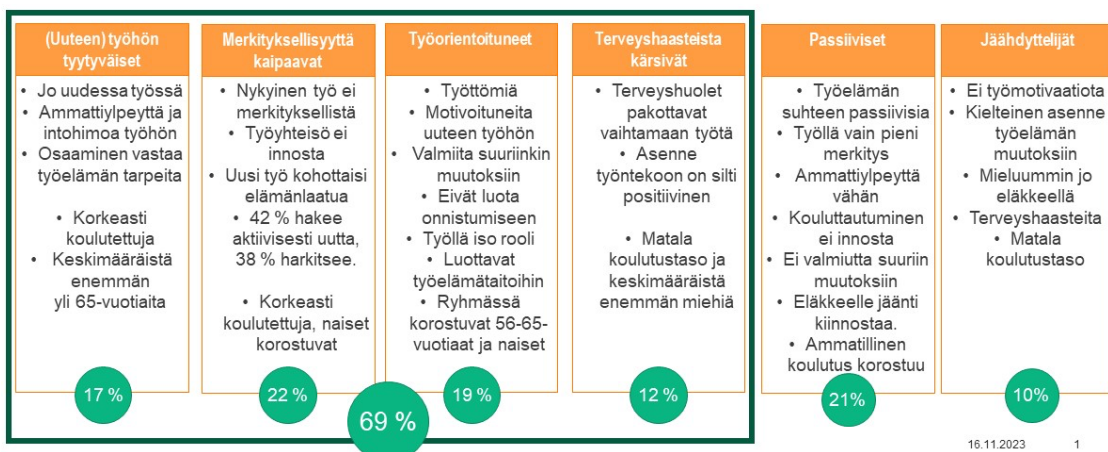 (Uuteen) työhön
tyytyväiset
• Jo uudessa työssä
• Ammattiylpeyttä ja
intohimoa työhön
• Osaaminen vastaa
työelämän tarpeita
• Korkeasti
koulutettuja
• Keskimääräistä
enemmän
yli 65-vuotiaita
17 %
Merkityksellisyyttä
kaipaavat
• Nykyinen työ ei
merkityksellistä
• Työyhteisö ei
innosta
• Uusi työ kohottaisi
elämänlaatua
• 42 % hakee
aktiivisesti uutta,
38 % harkitsee.
• Korkeasti
koulutettuja, naiset
korostuvat
22 %
Työorientoituneet
• Työttömiä
• Motivoituneita
uuteen työhön
• Valmiita suuriinkin
muutoksiin
• Eivät luota
onnistumiseen
• Työllä iso rooli
• Luottavat
työelämätaitoihin
• Ryhmässä
korostuvat 56-65-
vuotiaat ja naiset
19 %
Terveyshaasteista
kärsivät
• Terveyshuolet
pakottavat
vaihtamaan työtä
• Asenne
työntekoon on silti
positiivinen
• Matala
koulutustaso ja
keskimääräistä
enemmän miehiä
12 %
69 %
Passiiviset
• Työelämän
suhteen passiivisia
• Työllä vain pieni
merkitys
• Ammattiylpeyttä
vähän
• Kouluttautuminen
ei innosta
• Ei valmiutta suuriin
muutoksiin
• Eläkkeelle jäänti
kiinnostaa.
• Ammatillinen
koulutus korostuu
21%
Jäähdyttelijät
• Ei työmotivaatiota
• Kielteinen asenne
työelämän
muutoksiin
• Mieluummin jo
eläkkeellä
• Terveyshaasteita
• Matala
koulutustaso
10%
16.11.2023 1